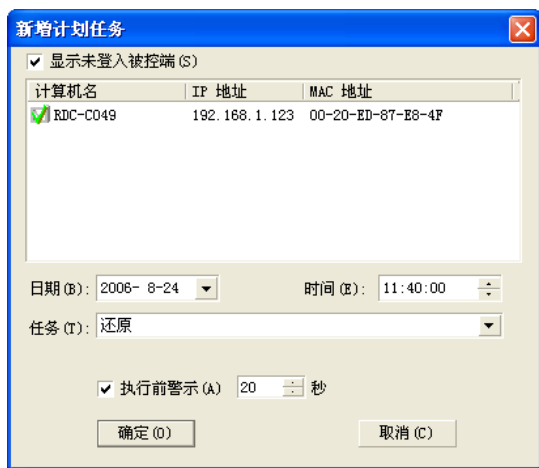 新增计划任务
显示未登入被控端(S)
计算机名 IP 地址 MAC 地址
RDC-C049 192.168.1.123 00-20-ED-87-E8-4F
日期(B): 2006- 8-24 时间(E): 11:40:00
任务(T): 还原
执行前警示(A) 20 秒
确定(O) 取消(C)